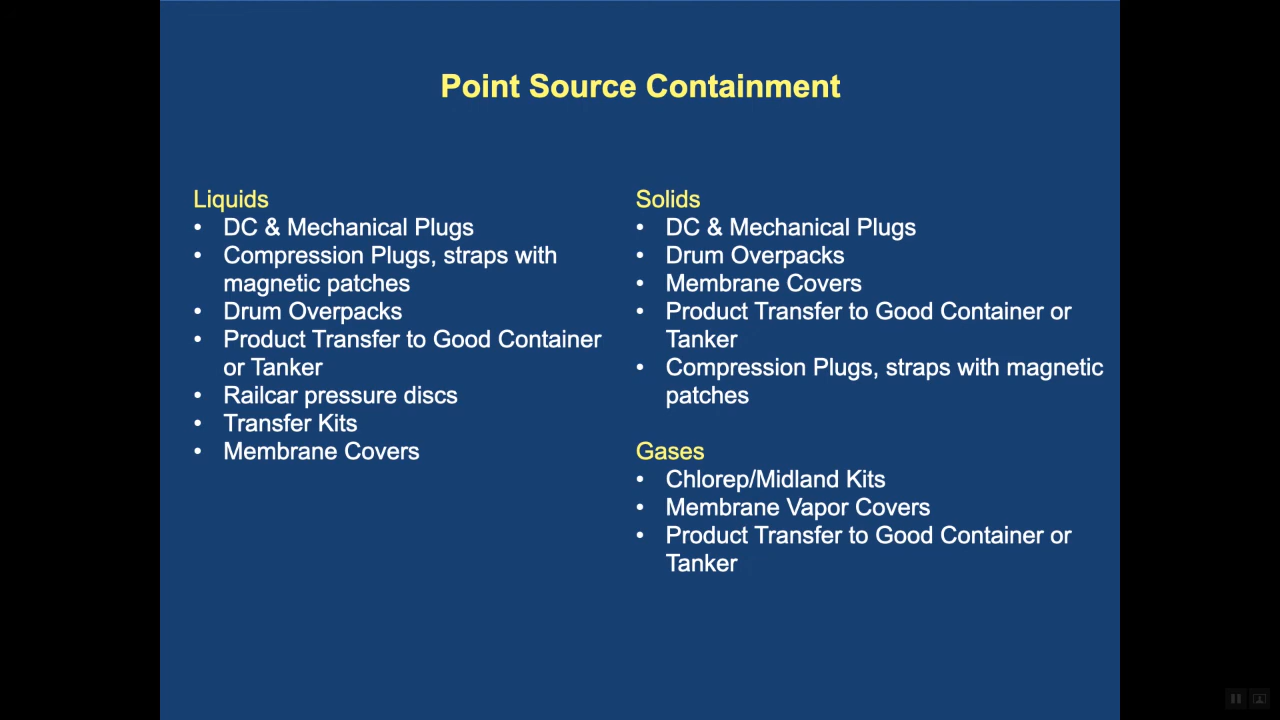 Point Source Containment
Liquids
• DC & Mechanical Plugs
• Compression Plugs, straps with
magnetic patches
• Drum Overpacks
• Product Transfer to Good Container
or Tanker
• Railcar pressure discs
• Transfer Kits
• Membrane Covers
Solids
• DC & Mechanical Plugs
• Drum Overpacks
• Membrane Covers
• Product Transfer to Good Container or
Tanker
• Compression Plugs, straps with magnetic
patches
Gases
• Chlorep/Midland Kits
• Membrane Vapor Covers
• Product Transfer to Good Container or
Tanker